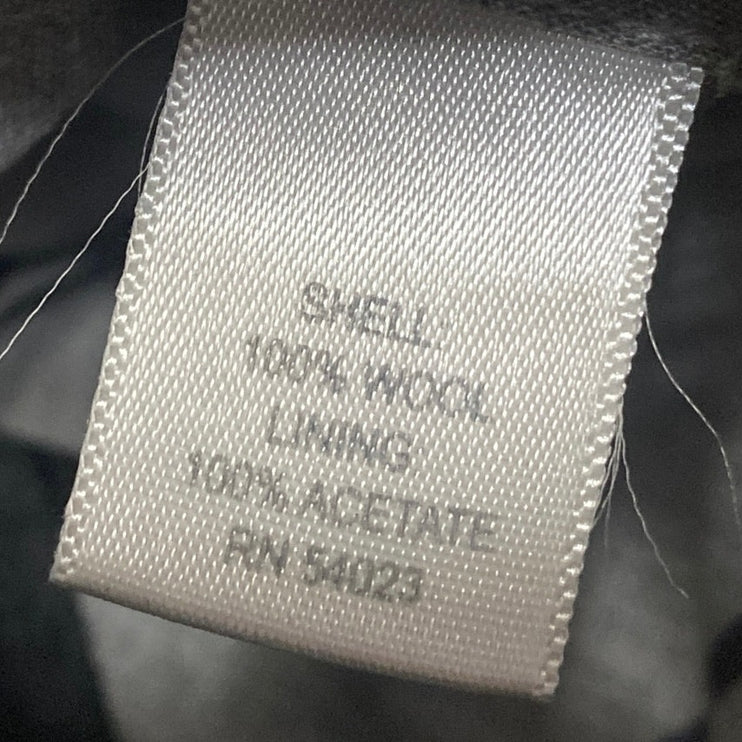 SHELL:
100% WOOL
LINING
100% ACETATE
RN 54023